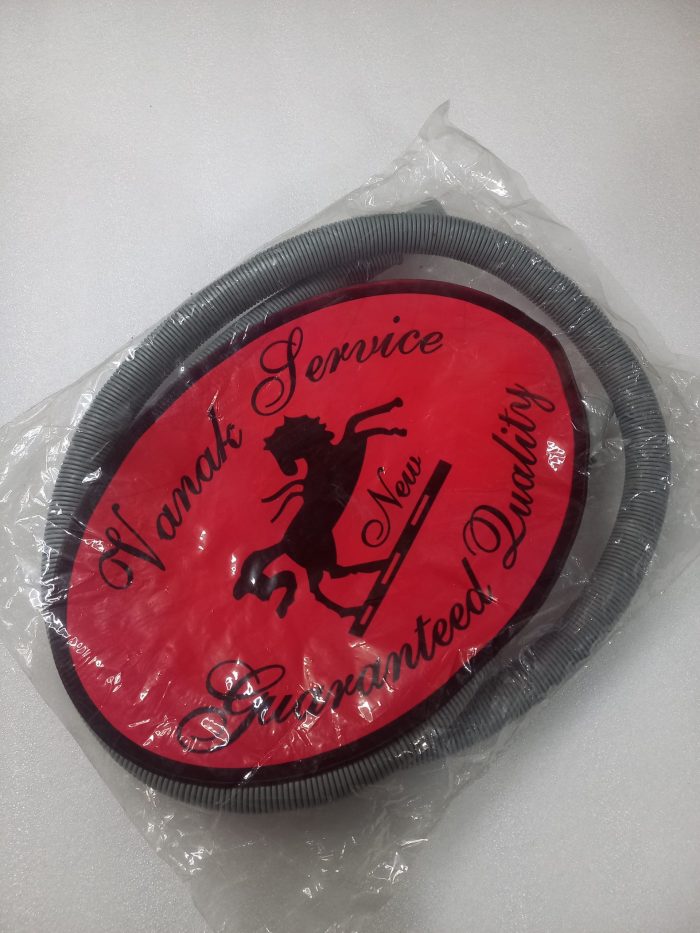 Vanak Service
New
Guaranteed Quality